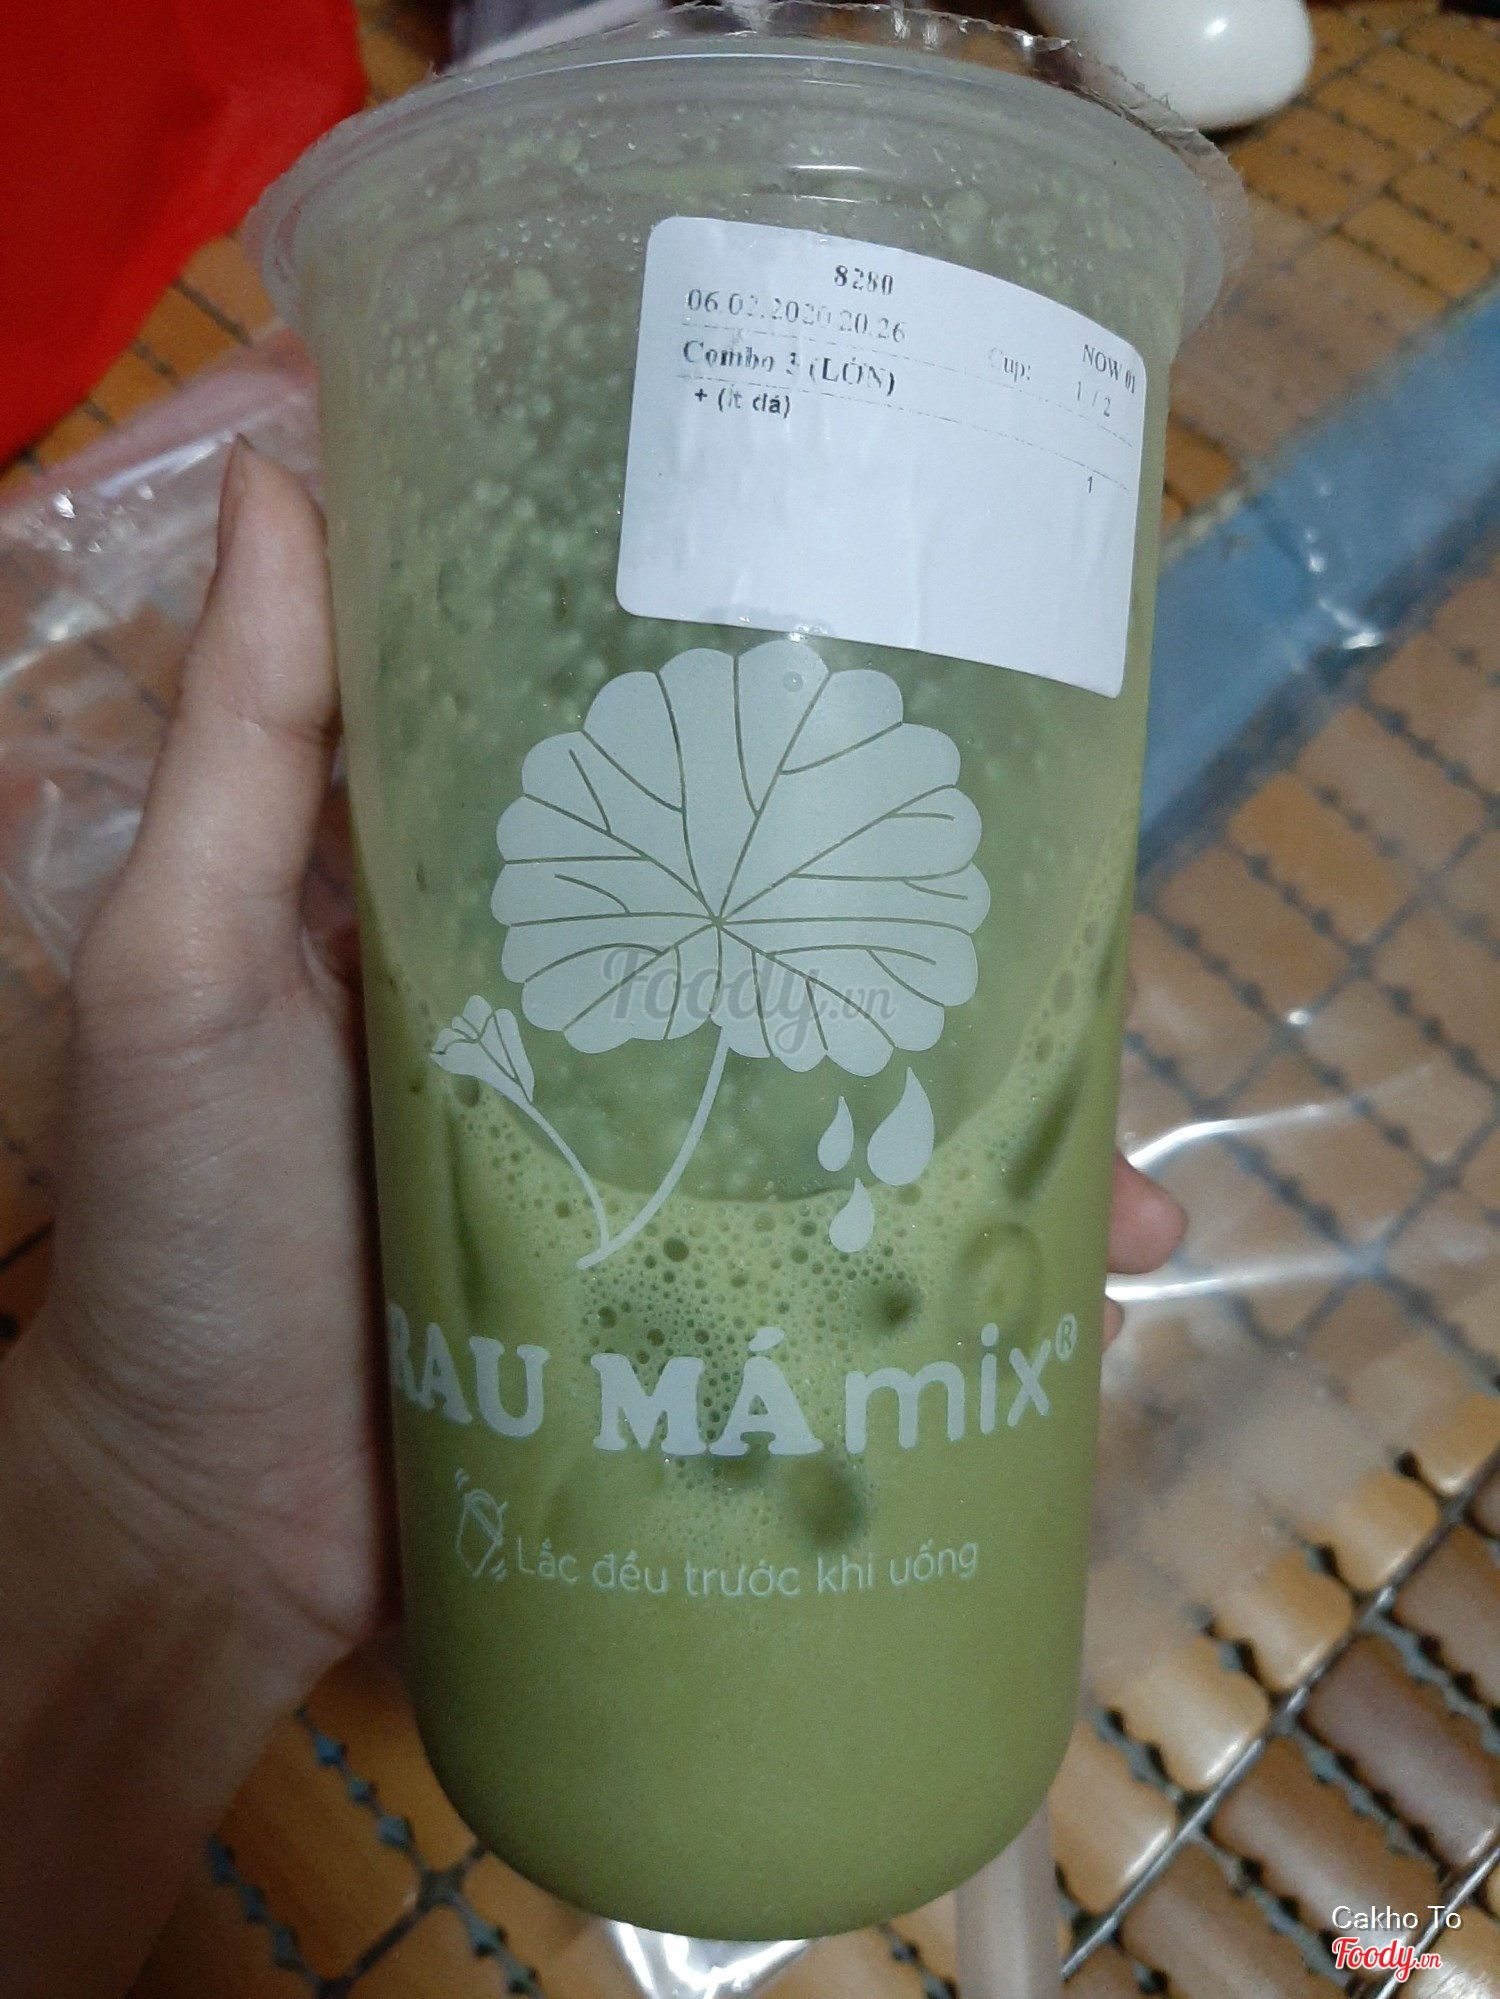 8280
06.02.2020 20.26
NOW 01
Combo 3 (LỚN)
Cup: 1 / 2
+ (ít đá)
1
Foody.vn
RAU MÁ mix®
Lắc đều trước khi uống
Cakho To
Foody.vn